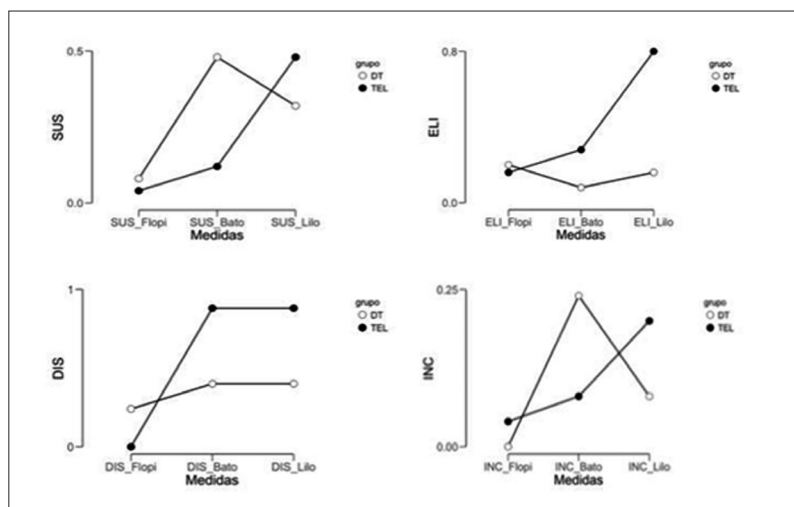 0.5
SUS
0.0
SUS_Flopi SUS_Bato SUS_Lilo
Medidas
grupo
DT
TEL
0.8
ELI
0.0
ELI_Flopi ELI_Bato ELI_Lilo
Medidas
grupo
DT
TEL
1
DIS
0
DIS_Flopi DIS_Bato DIS_Lilo
Medidas
grupo
DT
TEL
0.25
INC
0.00
INC_Flopi INC_Bato INC_Lilo
Medidas
grupo
DT
TEL